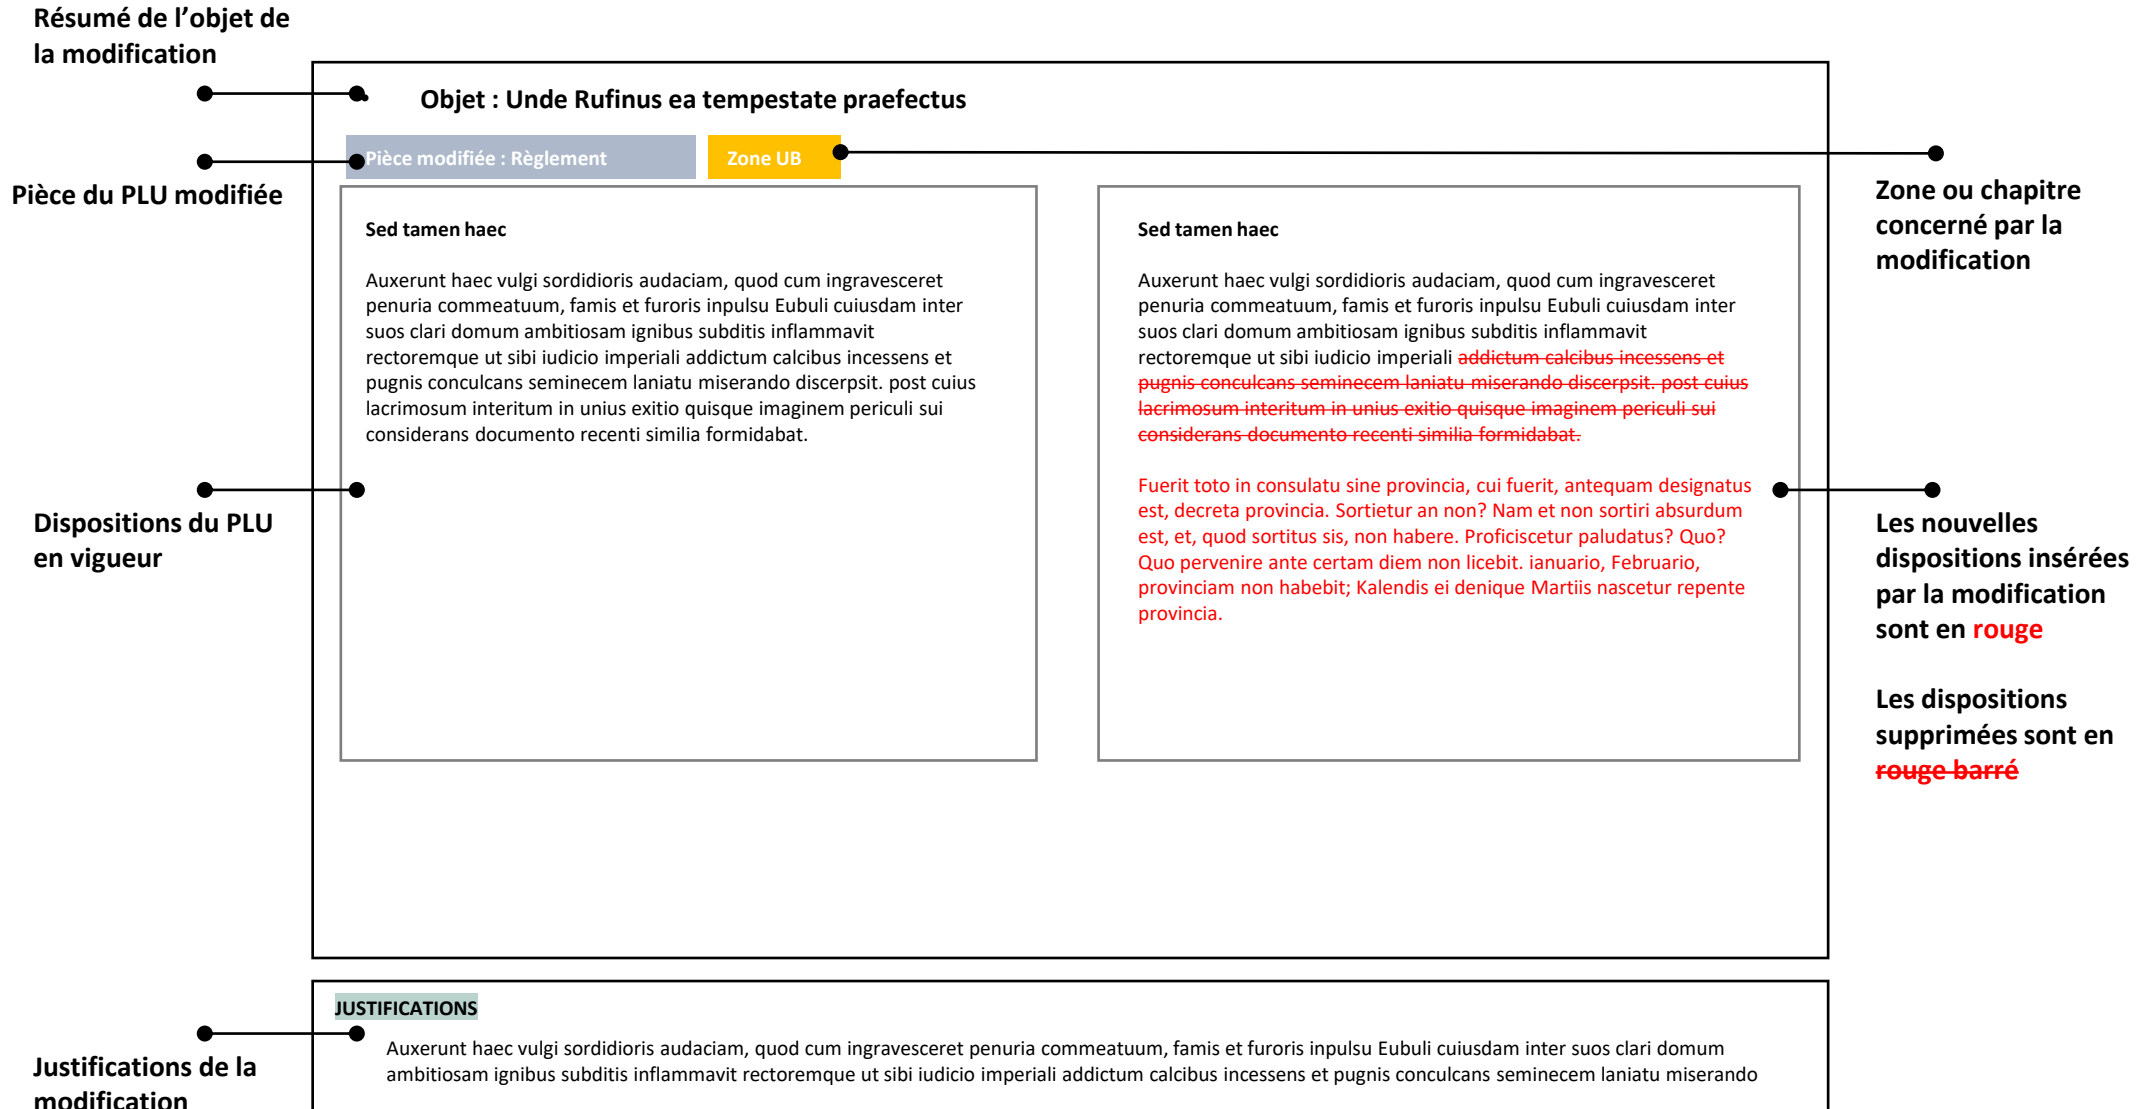 Résumé de l’objet de
la modification
• Objet : Unde Rufinus ea tempestate praefectus
Pièce modifiée : Règlement
Zone UB
Pièce du PLU modifiée
Zone ou chapitre
concerné par la
modification
Sed tamen haec
Auxerunt haec vulgi sordidioris audaciam, quod cum ingravesceret
penuria commeatuum, famis et furoris inpulsu Eubuli cuiusdam inter
suos clari domum ambitiosam ignibus subditis inflammavit
rectoremque ut sibi iudicio imperiali addictum calcibus incessens et
pugnis conculcans seminecem laniatu miserando discerpsit. post cuius
lacrimosum interitum in unius exitio quisque imaginem periculi sui
considerans documento recenti similia formidabat.
Sed tamen haec
Auxerunt haec vulgi sordidioris audaciam, quod cum ingravesceret
penuria commeatuum, famis et furoris inpulsu Eubuli cuiusdam inter
suos clari domum ambitiosam ignibus subditis inflammavit
rectoremque ut sibi iudicio imperiali addictum calcibus incessens et
pugnis conculcans seminecem laniatu miserando discerpsit. post cuius
lacrimosum interitum in unius exitio quisque imaginem periculi sui
considerans documento recenti similia formidabat.
Fuerit toto in consulatu sine provincia, cui fuerit, antequam designatus
est, decreta provincia. Sortietur an non? Nam et non sortiri absurdum
est, et, quod sortitus sis, non habere. Proficiscetur paludatus? Quo?
Quo pervenire ante certam diem non licebit. ianuario, Februario,
provinciam non habebit; Kalendis ei denique Martiis nascetur repente
provincia.
Dispositions du PLU
en vigueur
Les nouvelles
dispositions insérées
par la modification
sont en rouge
Les dispositions
supprimées sont en
rouge barré
JUSTIFICATIONS
Auxerunt haec vulgi sordidioris audaciam, quod cum ingravesceret penuria commeatuum, famis et furoris inpulsu Eubuli cuiusdam inter suos clari domum
ambitiosam ignibus subditis inflammavit rectoremque ut sibi iudicio imperiali addictum calcibus incessens et pugnis conculcans seminecem laniatu miserando
Justifications de la
modification